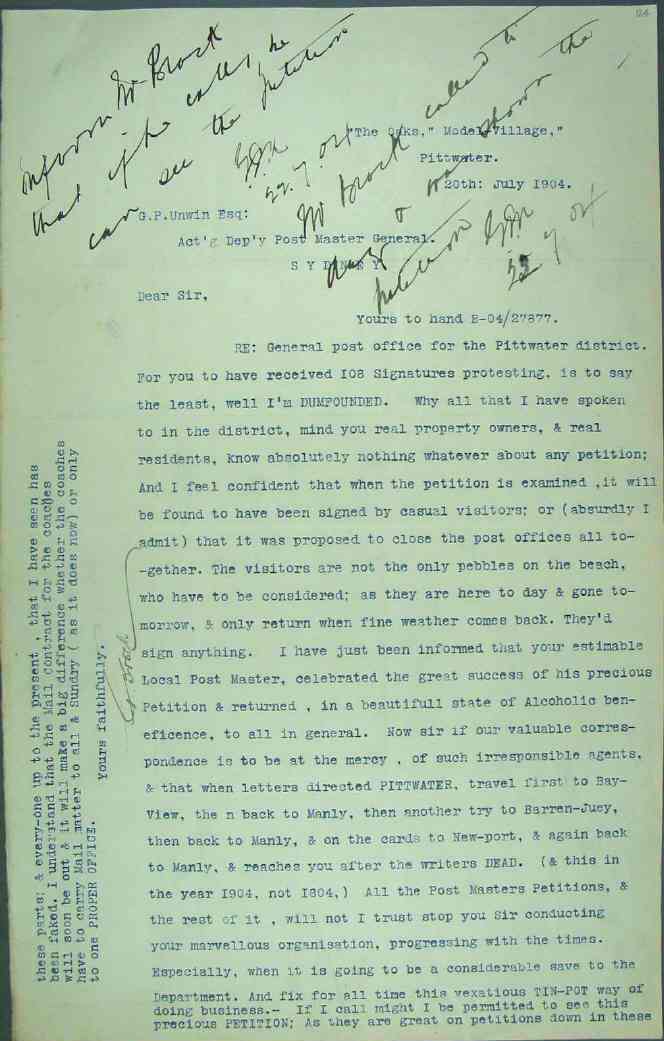 24
Inform Mr Brock
that if he calls, he
can see the petition
22.7.04
Mr Brock called to
day & was shown the
petition
22 7 04
"The Oaks," Model-Village,"
Pittwater.
20th: July 1904.
G.P.Unwin Esq:
Act'g Dep'y Post Master General.
S Y D N E Y
Dear Sir,
Yours to hand E-04/27877.
RE: General post office for the Pittwater district.
For you to have received I08 Signatures protesting, is to say
the least, well I'm DUMFOUNDED. Why all that I have spoken
to in the district, mind you real property owners, & real
residents, know absolutely nothing whatever about any petition;
And I feel confident that when the petition is examined ,it will
be found to have been signed by casual visitors; or (absurdly I
admit) that it was proposed to close the post offices all to-
-gether. The visitors are not the only pebbles on the beach,
who have to be considered; as they are here to day & gone to-
morrow, & only return when fine weather comes back. They'd
sign anything. I have just been informed that your estimable
Local Post Master, celebrated the great success of his precious
Petition & returned , in a beautifull state of Alcoholic ben-
eficence, to all in general. Now sir if our valuable corres-
pondence is to be at the mercy , of such irresponsible agents,
& that when letters directed PITTWATER, travel first to Bay-
View, the n back to Manly, then another try to Barren-Juey,
then back to Manly, & on the cards to New-port, & again back
to Manly, & reaches you after the writers DEAD. (& this in
the year I904, not I804,) All the Post Masters Petitions, &
the rest of it , will not I trust stop you Sir conducting
your marvellous organisation, progressing with the times.
Especially, when it is going to be a considerable save to the
Department. And fix for all time this vexatious TIN-POT way of
doing business.- If I call might I be permitted to see this
precious PETITION; As they are great on petitions down in these
these parts; & every-one up to the present , that I have seen has
been faked. I understand that the Mail Contract for the coaches
will soon be out & it will make a big difference whether the coaches
have to carry Mail matter to all & Sundry ( as it does now) or only
to one PROPER OFFICE.
Yours faithfully.